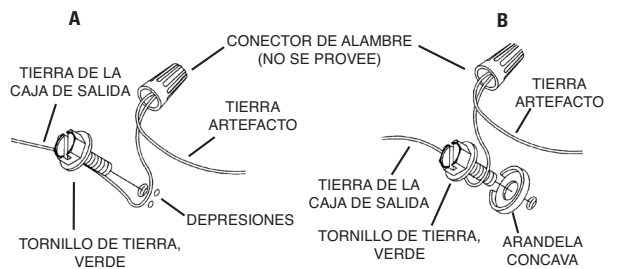 A
B
CONECTOR DE ALAMBRE
(NO SE PROVEE)
TIERRA DE LA
CAJA DE SALIDA
TIERRA
ARTEFACTO
TIERRA
ARTEFACTO
DEPRESIONES
TORNILLO DE TIERRA,
VERDE
TIERRA DE LA
CAJA DE SALIDA
TORNILLO DE TIERRA,
VERDE
ARANDELA
CONCAVA